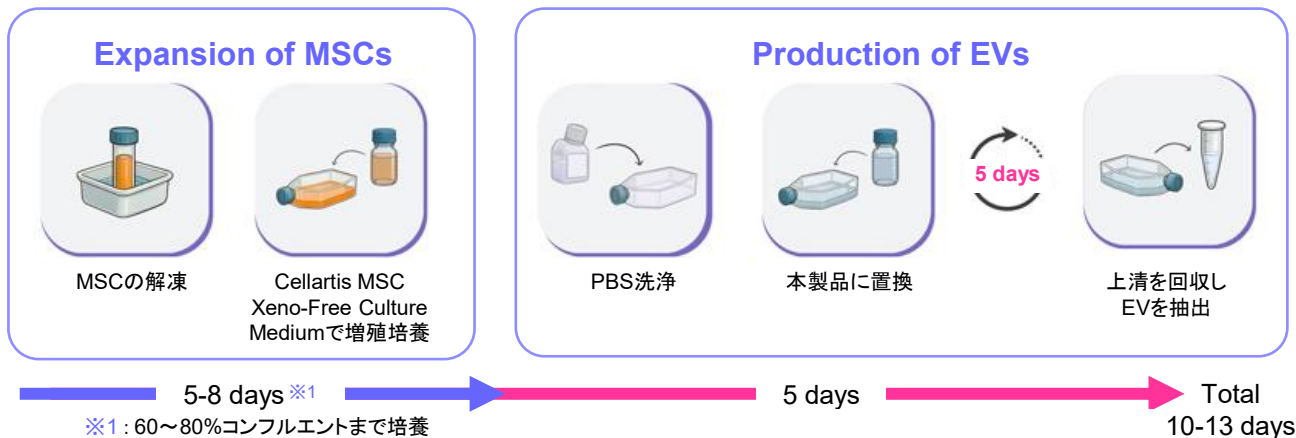 Expansion of MSCs
MSCの解凍
Cellartis MSC
Xeno-Free Culture
Mediumで増殖培養
Production of EVs
PBS洗浄
本製品に置換
5 days
上清を回収し
EVを抽出
5-8 days ※1
※1 : 60～80%コンフルエントまで培養
5 days
Total
10-13 days